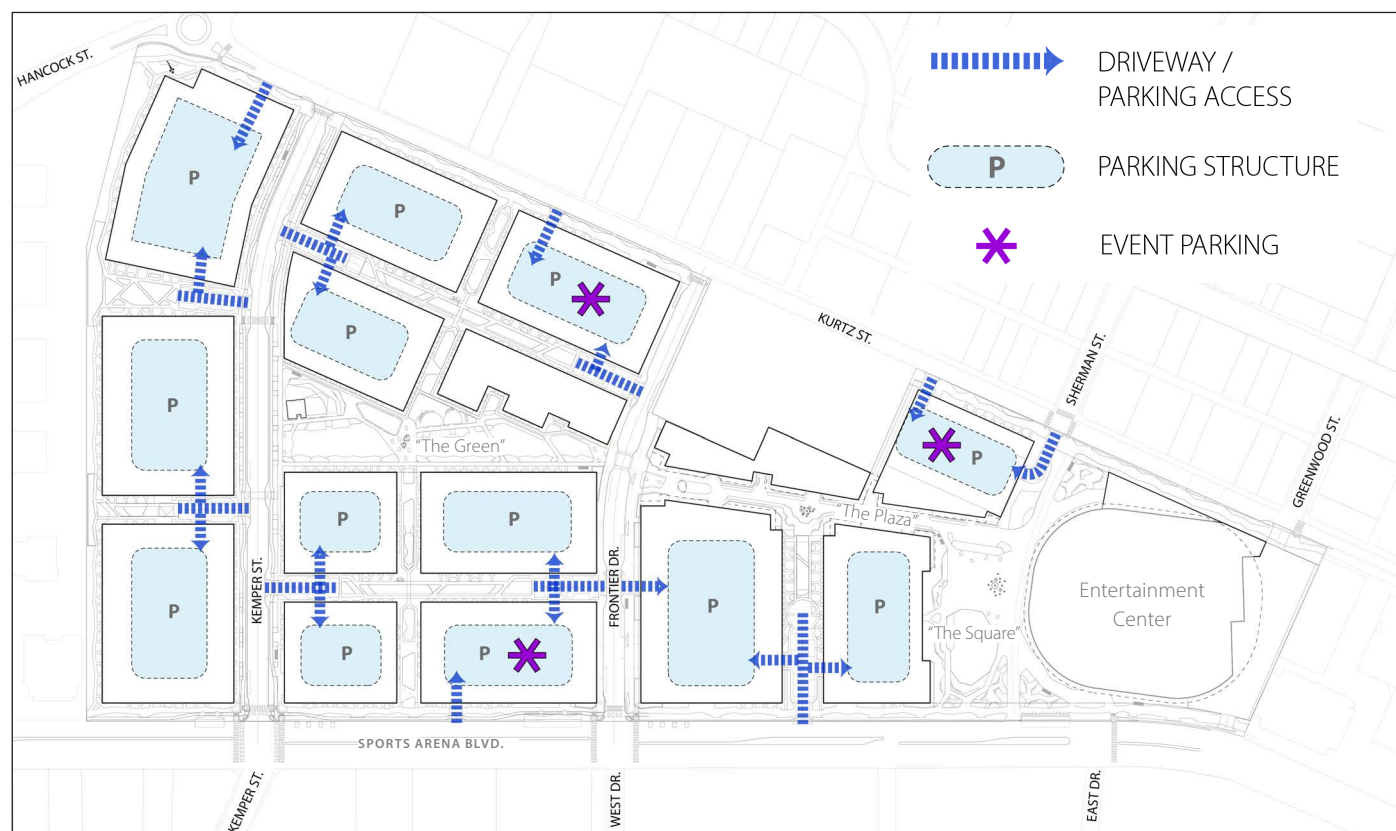 HANCOCK ST.
DRIVEWAY /
PARKING ACCESS
P
PARKING STRUCTURE
EVENT PARKING
P
P
P
P
KURTZ ST.
SHERMAN ST.
GREENWOOD ST.
P
"The Green"
P
"The Plaza"
P
P
KEMPER ST.
FRONTIER DR.
P
P
P
Entertainment
Center
"The Square"
P
P
P
SPORTS ARENA BLVD.
KEMPER ST.
WEST DR.
EAST DR.